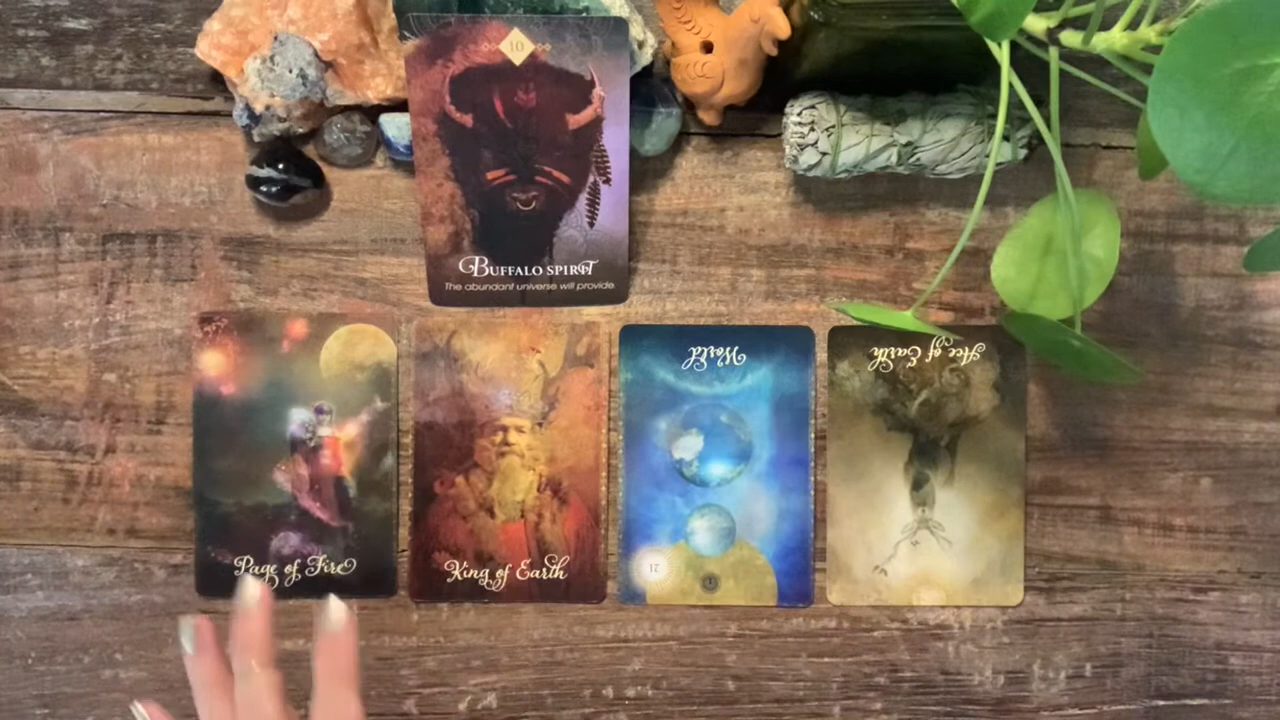 10
Buffalo spirit
The abundant universe will provide.
Page of Fire
King of Earth
World
21
Ace of Earth